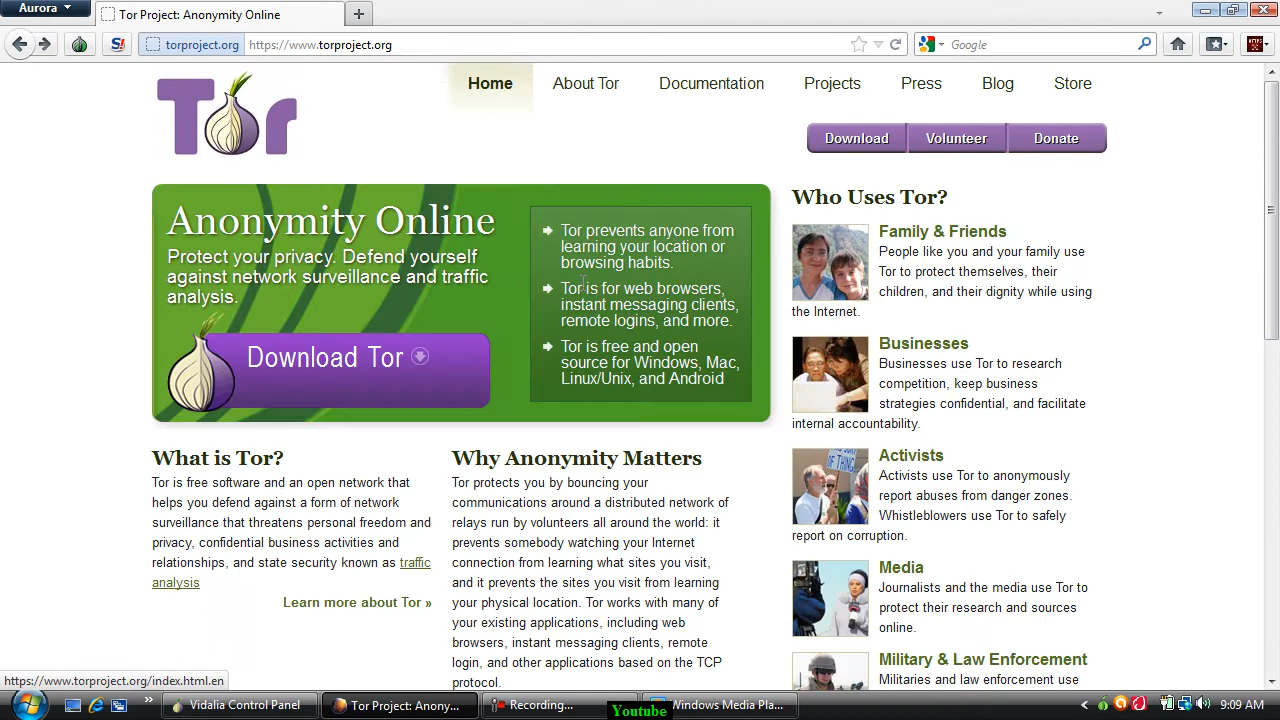 Aurora
Tor Project: Anonymity Online
torproject.org
https://www.torproject.org
Google
Tor
Home
About Tor
Documentation
Projects
Press
Blog
Store
Download
Volunteer
Donate
Anonymity Online
Protect your privacy. Defend yourself
against network surveillance and traffic
analysis.
Download Tor
Tor prevents anyone from
learning your location or
browsing habits.
Tor is for web browsers,
instant messaging clients,
remote logins, and more.
Tor is free and open
source for Windows, Mac,
Linux/Unix, and Android
What is Tor?
Tor is free software and an open network that
helps you defend against a form of network
surveillance that threatens personal freedom and
privacy, confidential business activities and
relationships, and state security known as traffic
analysis
Learn more about Tor »
Why Anonymity Matters
Tor protects you by bouncing your
communications around a distributed network of
relays run by volunteers all around the world: it
prevents somebody watching your Internet
connection from learning what sites you visit,
and it prevents the sites you visit from learning
your physical location. Tor works with many of
your existing applications, including web
browsers, instant messaging clients, remote
login, and other applications based on the TCP
protocol.
Who Uses Tor?
Family & Friends
People like you and your family use
Tor to protect themselves, their
children, and their dignity while using
the Internet.
Businesses
Businesses use Tor to research
competition, keep business
strategies confidential, and facilitate
internal accountability.
Activists
Activists use Tor to anonymously
report abuses from danger zones.
Whistleblowers use Tor to safely
report on corruption.
Media
Journalists and the media use Tor to
protect their research and sources
online.
Military & Law Enforcement
Militaries and law enforcement use
https://www.torproject.org/index.html.en
Vidalia Control Panel
Tor Project: Anony...
Recording...
Windows Media Pla...
9:09 AM
Youtube